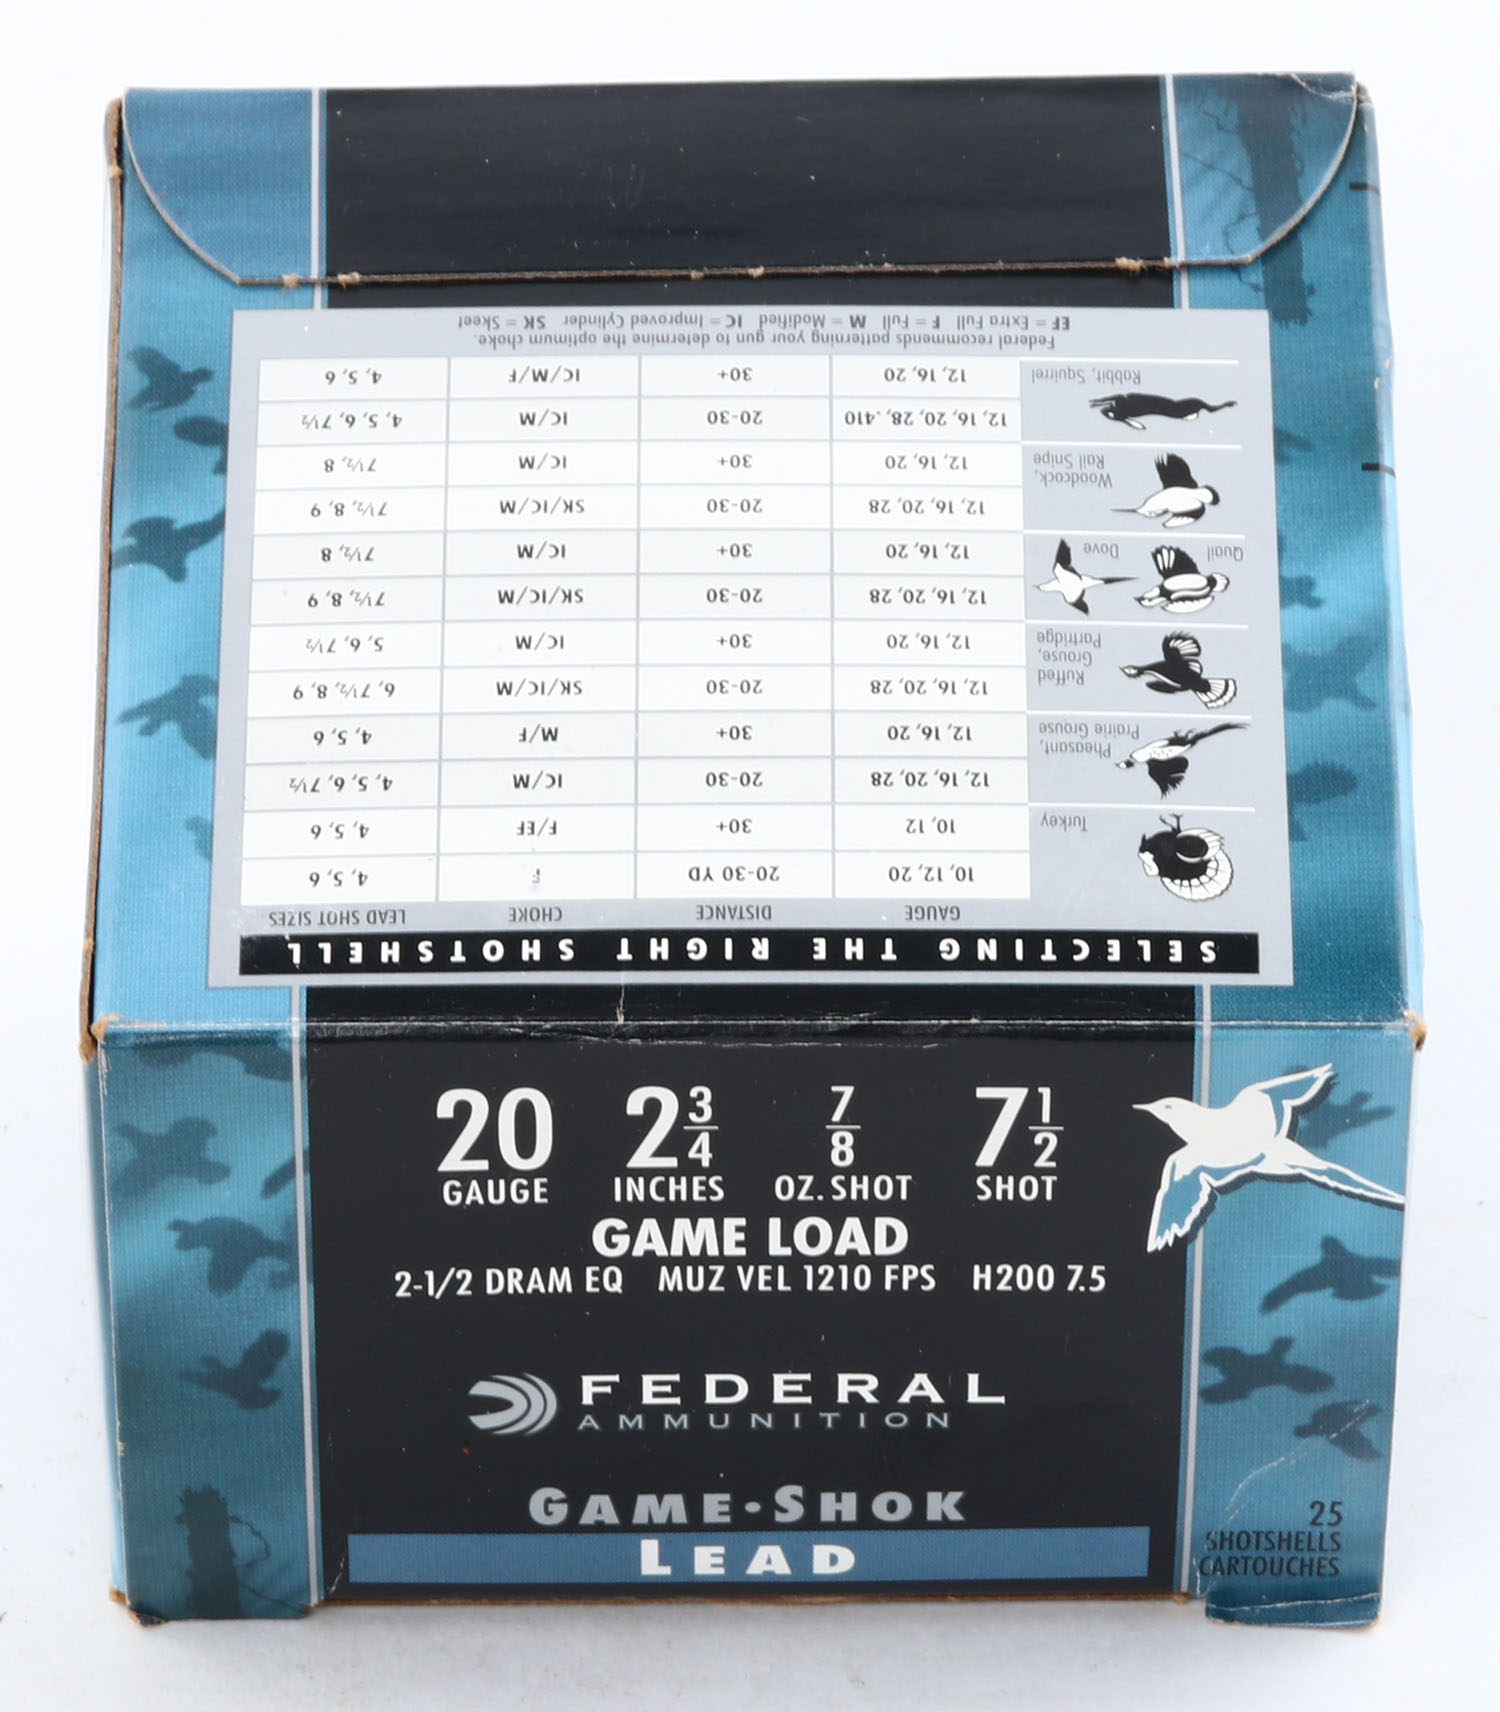 SELECTING THE RIGHT SHOTSHELL
GAUGE DISTANCE CHOKE LEAD SHOT SIZES
Turkey
10, 12, 20 20-30 YD F 4, 5, 6
10, 12 30+ F/EF 4, 5, 6
Pheasant,
Prairie Grouse
12, 16, 20, 28 20-30 IC/M 4, 5, 6, 7½
12, 16, 20 30+ M/F 4, 5, 6
Ruffed
Grouse,
Partridge
12, 16, 20, 28 20-30 SK/IC/M 6, 7½, 8, 9
12, 16, 20 30+ IC/M 5, 6, 7½
Quail Dove
12, 16, 20, 28 20-30 SK/IC/M 7½, 8, 9
12, 16, 20 30+ IC/M 7½, 8
Woodcock,
Rail Snipe
12, 16, 20, 28 20-30 SK/IC/M 7½, 8, 9
12, 16, 20 30+ IC/M 7½, 8
Rabbit, Squirrel
12, 16, 20, 28, .410 20-30 IC/M 4, 5, 6, 7½
12, 16, 20 30+ IC/M/F 4, 5, 6
Federal recommends patterning your gun to determine the optimum choke.
EF = Extra Full F = Full M = Modified IC = Improved Cylinder SK = Skeet
20 2 3/4 7/8 7 1/2
GAUGE INCHES OZ. SHOT SHOT
GAME LOAD
2-1/2 DRAM EQ MUZ VEL 1210 FPS H200 7.5
FEDERAL
AMMUNITION
GAME•SHOK
LEAD
25
SHOTSHELLS
CARTOUCHES